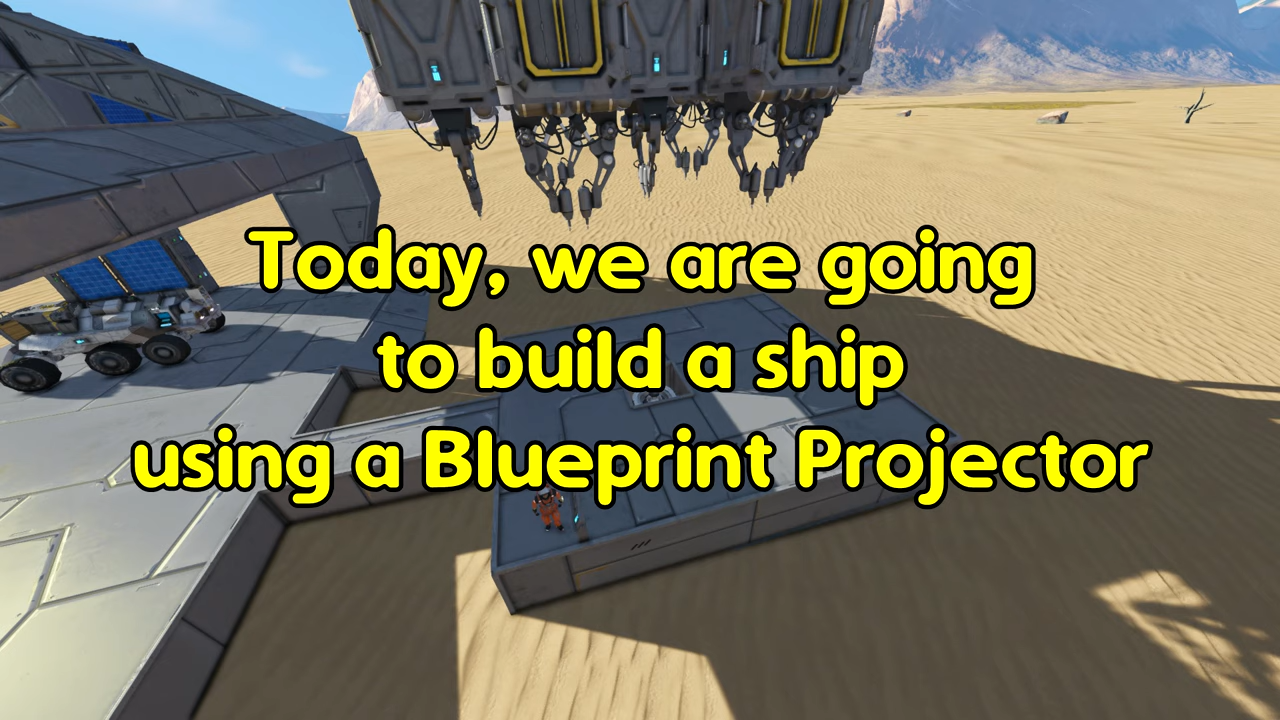 Today, we are going
to build a ship
using a Blueprint Projector